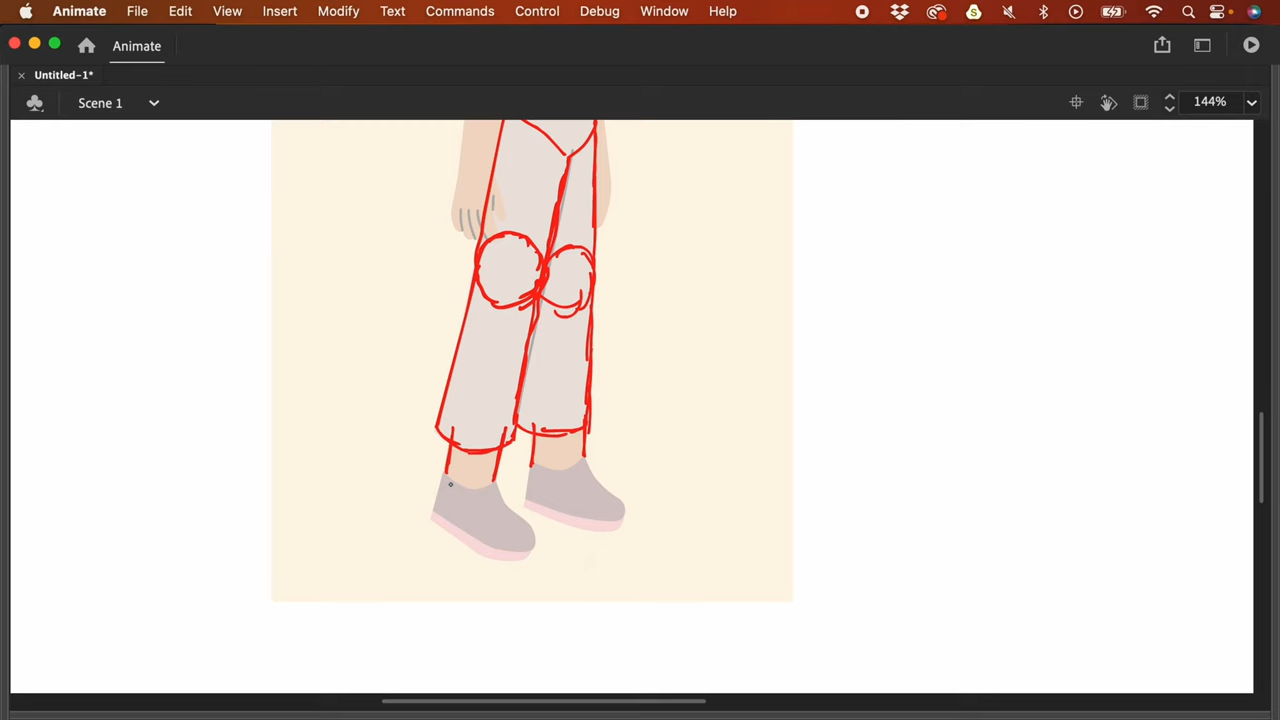 Animate File Edit View Insert Modify Text Commands Control Debug Window Help
Animate
Untitled-1*
Scene 1
144%